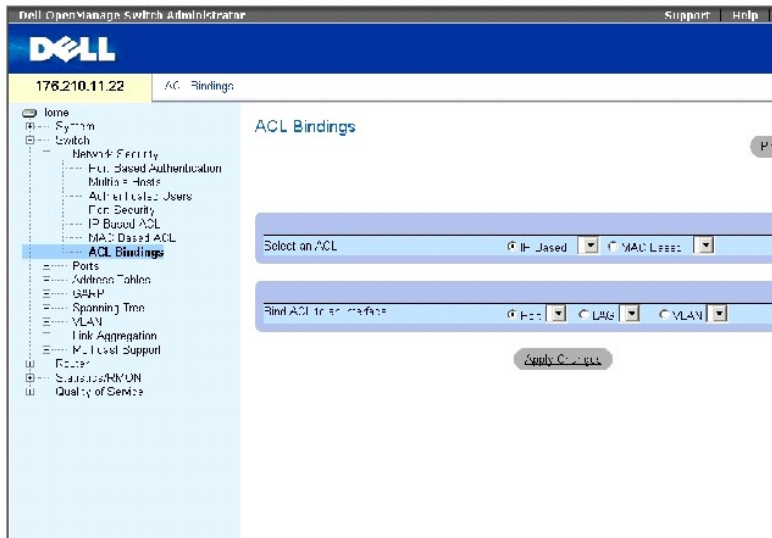 Dell OpenManage Switch Administrator Support Help
DELL
176.210.11.22 ACL Bindings
Home
System
Switch
Network Security
Port Based Authentication
Multiple Hosts
Authenticated Users
Port Security
IP Based ACL
MAC Based ACL
ACL Bindings
Ports
Address Tables
GARP
Spanning Tree
VLAN
Link Aggregation
Multicast Support
Router
Statistics/RMON
Quality of Service
ACL Bindings
Select an ACL IP Based MAC Based
Bind ACL to an Interface Port LAG VLAN
Apply Changes